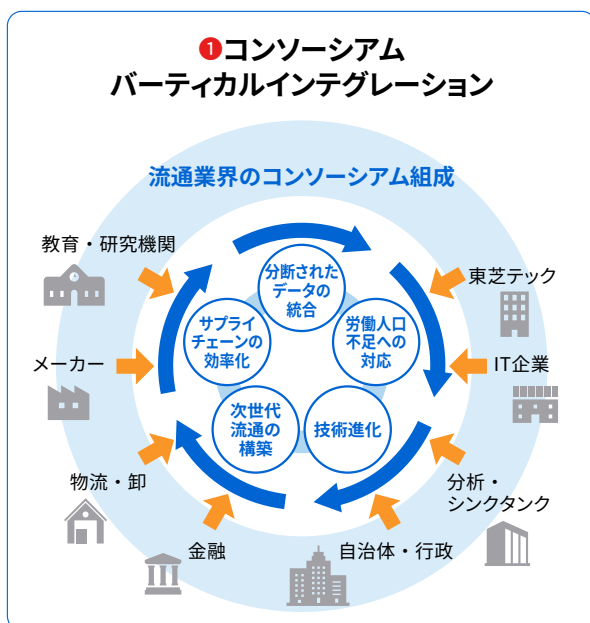 ❶コンソーシアム
バーティカルインテグレーション
流通業界のコンソーシアム組成
教育・研究機関
メーカー
物流・卸
金融
自治体・行政
分析・
シンクタンク
IT企業
東芝テック
分断された
データの
統合
労働人口
不足への
対応
技術進化
次世代
流通の
構築
サプライ
チェーンの
効率化